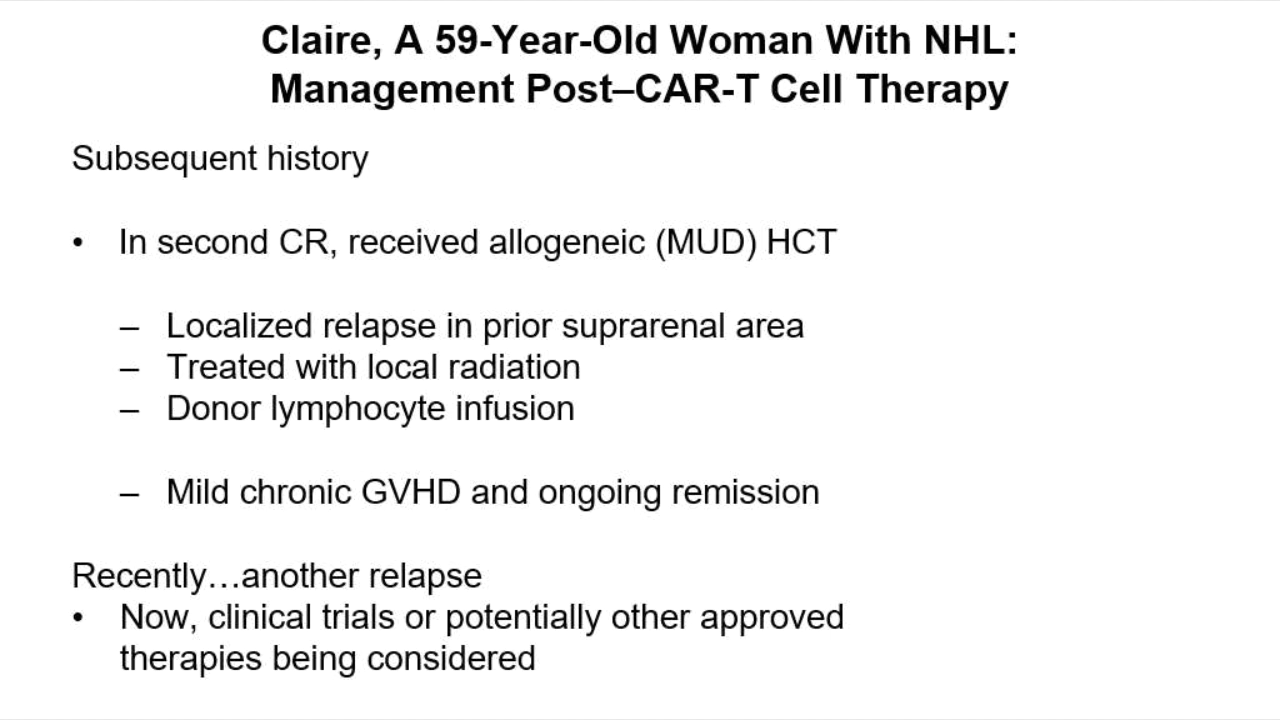 Claire, A 59-Year-Old Woman With NHL:
Management Post–CAR-T Cell Therapy
Subsequent history
• In second CR, received allogeneic (MUD) HCT
– Localized relapse in prior suprarenal area
– Treated with local radiation
– Donor lymphocyte infusion
– Mild chronic GVHD and ongoing remission
Recently…another relapse
• Now, clinical trials or potentially other approved
therapies being considered